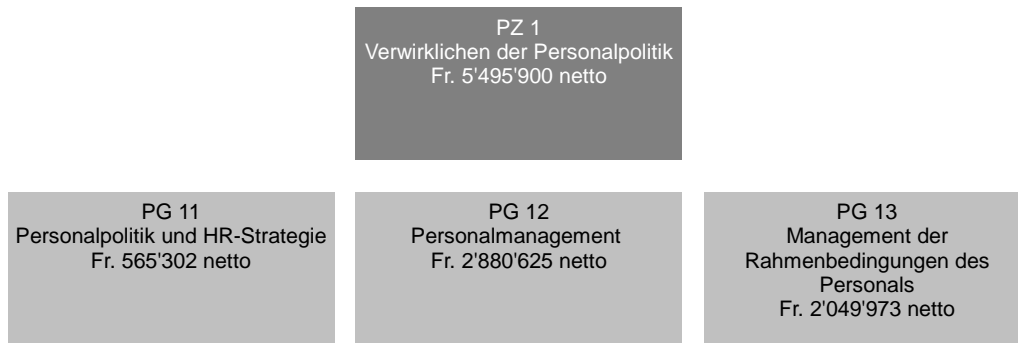 PZ 1
Verwirklichen der Personalpolitik
Fr. 5'495'900 netto
PG 11
Personalpolitik und HR-Strategie
Fr. 565'302 netto
PG 12
Personalmanagement
Fr. 2'880'625 netto
PG 13
Management der
Rahmenbedingungen des
Personals
Fr. 2'049'973 netto